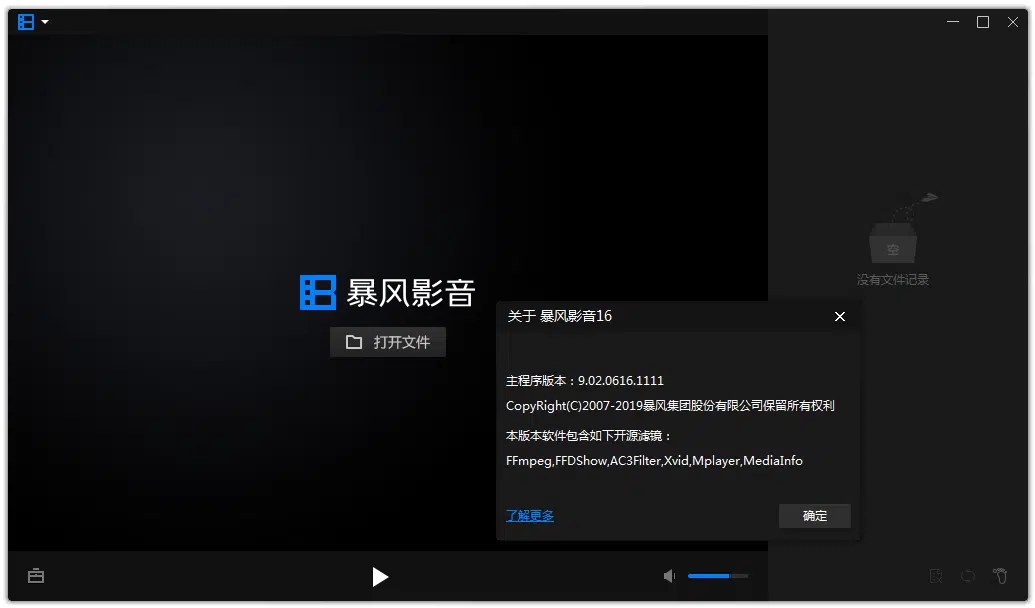 暴风影音
打开文件
空
没有文件记录
关于 暴风影音16
主程序版本：9.02.0616.1111
CopyRight(C)2007-2019暴风集团股份有限公司保留所有权利
本版本软件包含如下开源滤镜：
FFmpeg,FFDShow,AC3Filter,Xvid,Mplayer,MediaInfo
了解更多
确定